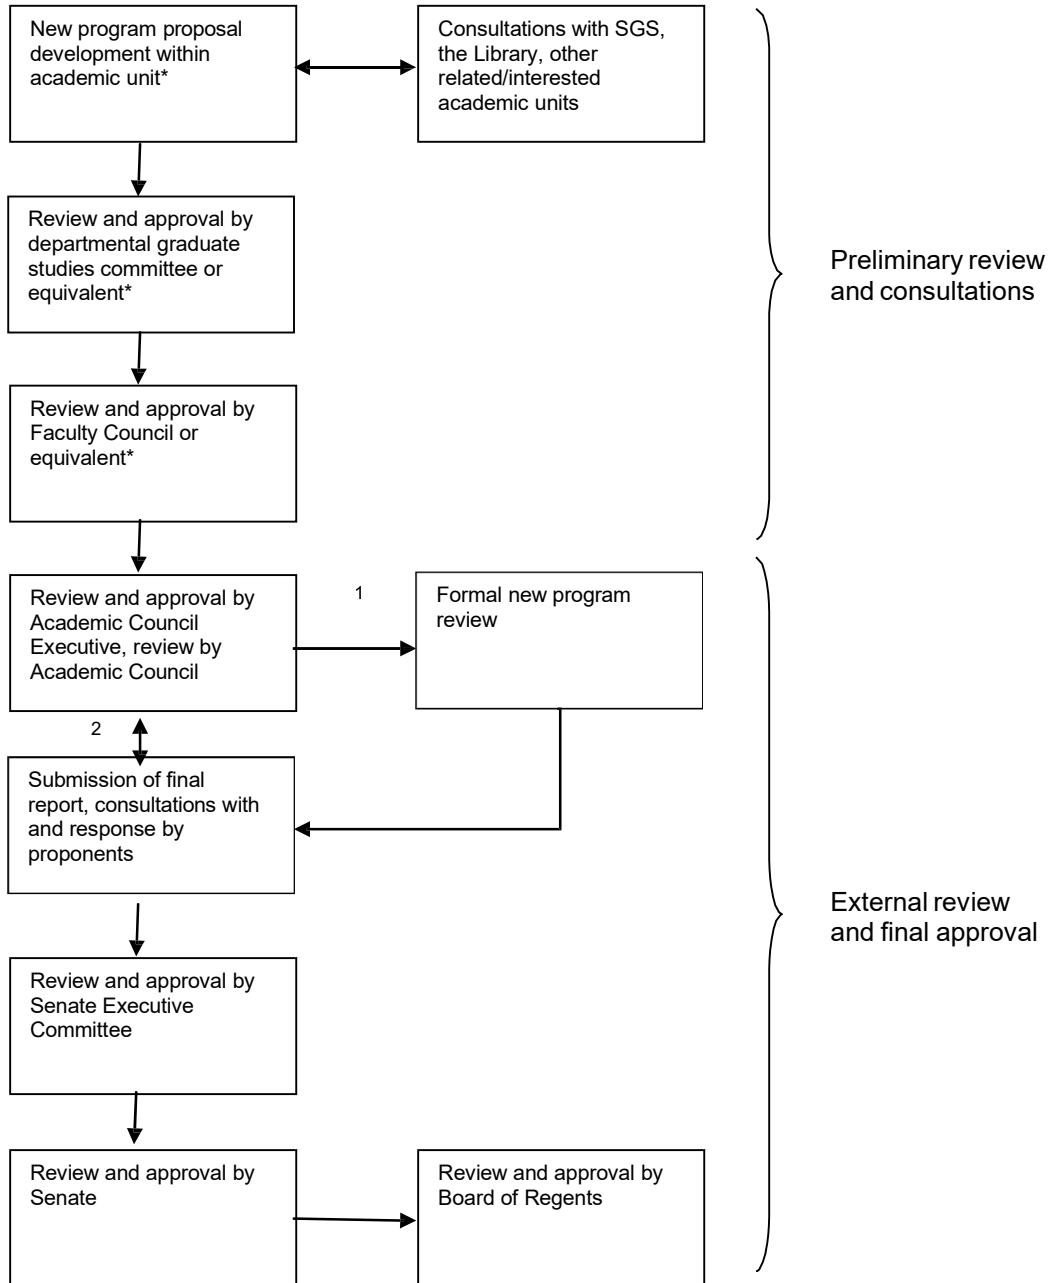 New program proposal
development within
academic unit*
Consultations with SGS,
the Library, other
related/interested
academic units
Review and approval by
departmental graduate
studies committee or
equivalent*
Preliminary review
and consultations
Review and approval by
Faculty Council or
equivalent*
Review and approval by
Academic Council
Executive, review by
Academic Council
1
Formal new program
review
2
Submission of final
report, consultations with
and response by
proponents
External review
and final approval
Review and approval by
Senate Executive
Committee
Review and approval by
Senate
Review and approval by
Board of Regents